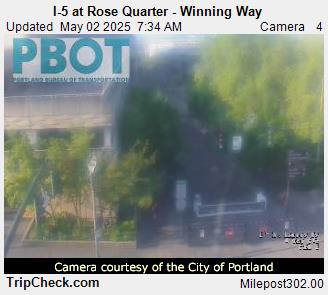 I-5 at Rose Quarter - Winning Way
Updated May 02 2025 7:34 AM Camera 4
PBOT
PORTLAND BUREAU OF TRANSPORTATION
Camera courtesy of the City of Portland
TripCheck.com Milepost302.00